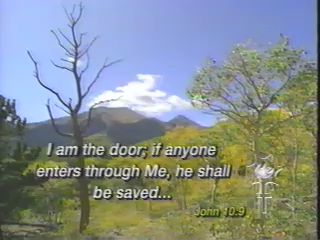 I am the door; if anyone
enters through Me, he shall
be saved...
John 10:9